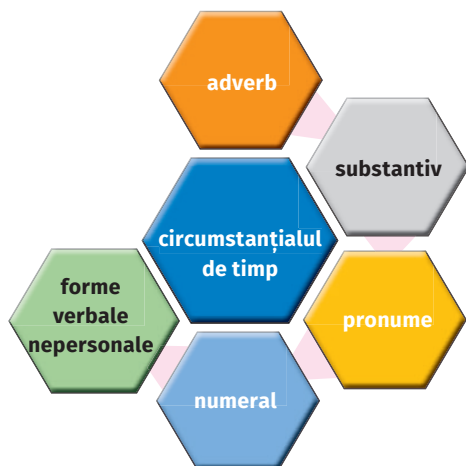 adverb
substantiv
circumstanțialul
de timp
pronume
forme
verbale
nepersonale
numeral